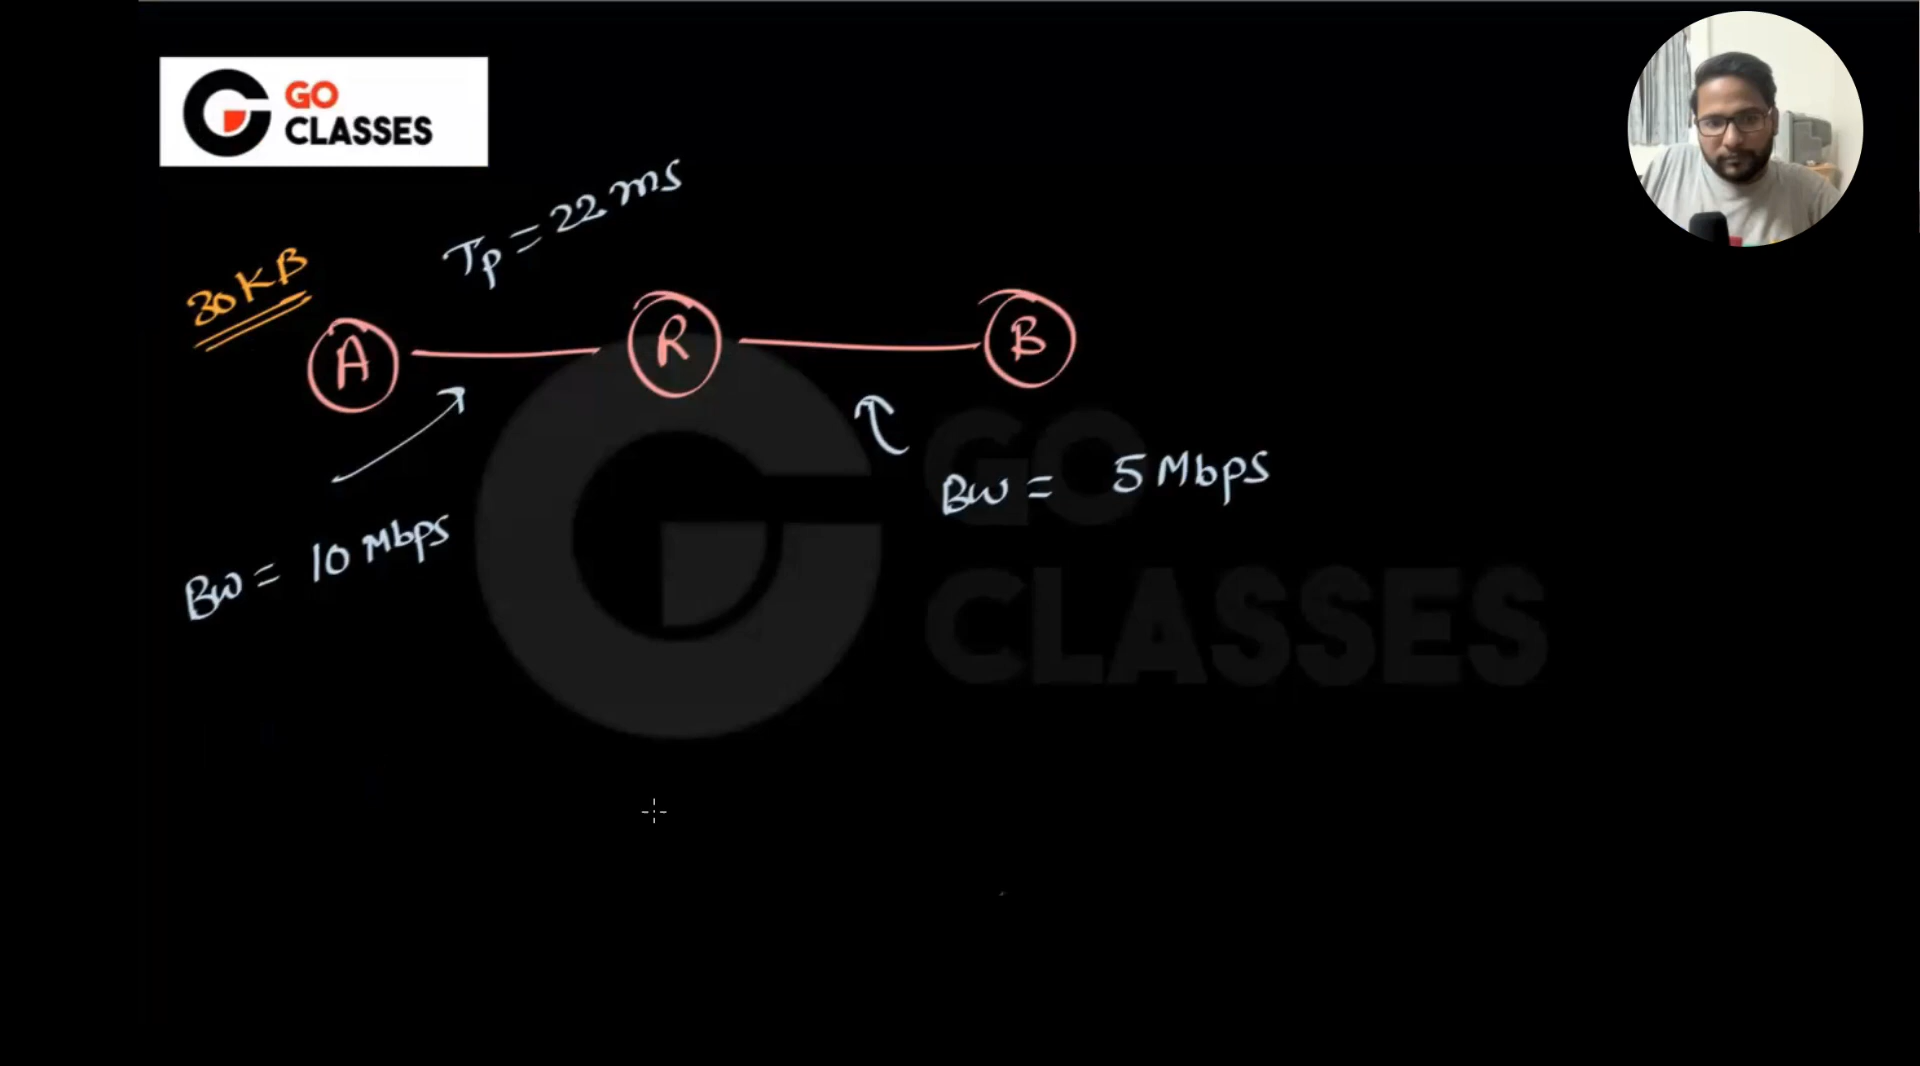 GO
CLASSES
Tp = 22 ms
30 KB
A
R
B
BW = 5 Mbps
BW = 10 Mbps
GO
CLASSES